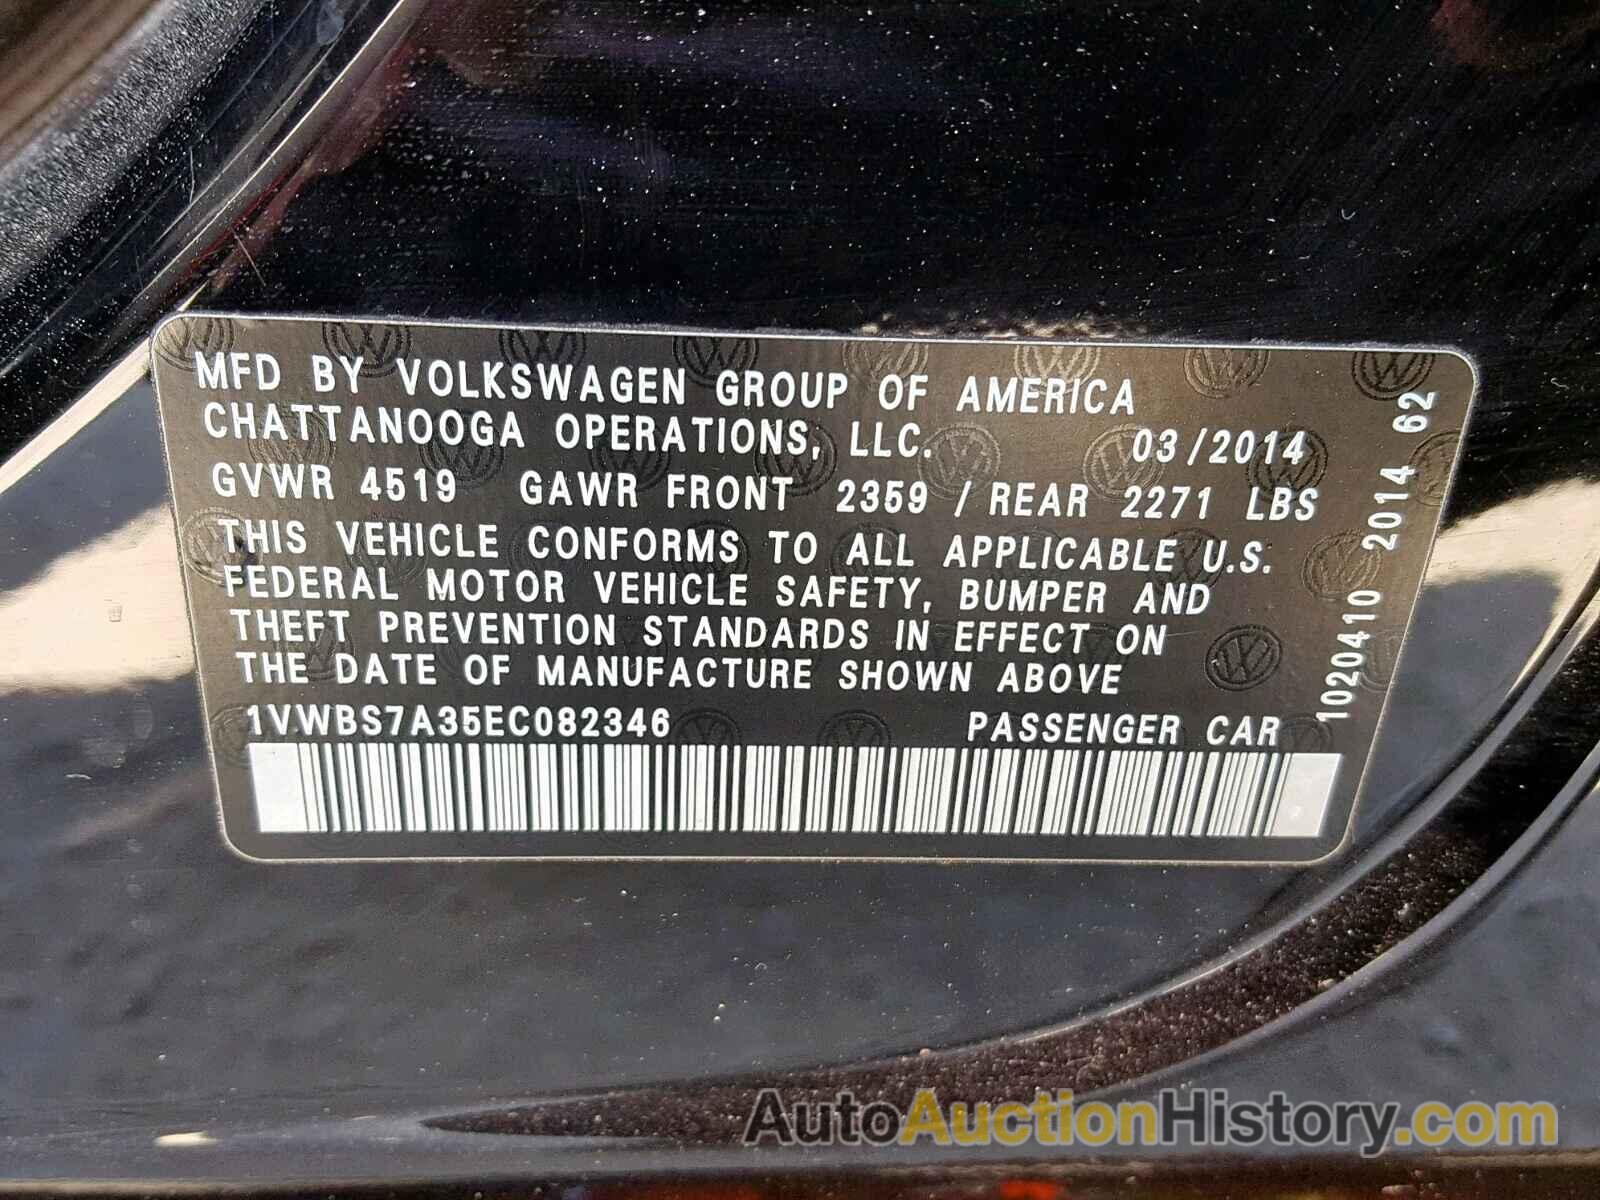 MFD BY VOLKSWAGEN GROUP OF AMERICA
CHATTANOOGA OPERATIONS, LLC. 03/2014
GVWR 4519 GAWR FRONT 2359 / REAR 2271 LBS
THIS VEHICLE CONFORMS TO ALL APPLICABLE U.S.
FEDERAL MOTOR VEHICLE SAFETY, BUMPER AND
THEFT PREVENTION STANDARDS IN EFFECT ON
THE DATE OF MANUFACTURE SHOWN ABOVE
1VWBS7A35EC082346 PASSENGER CAR
1020410 2014 62
AutoAuctionHistory.com